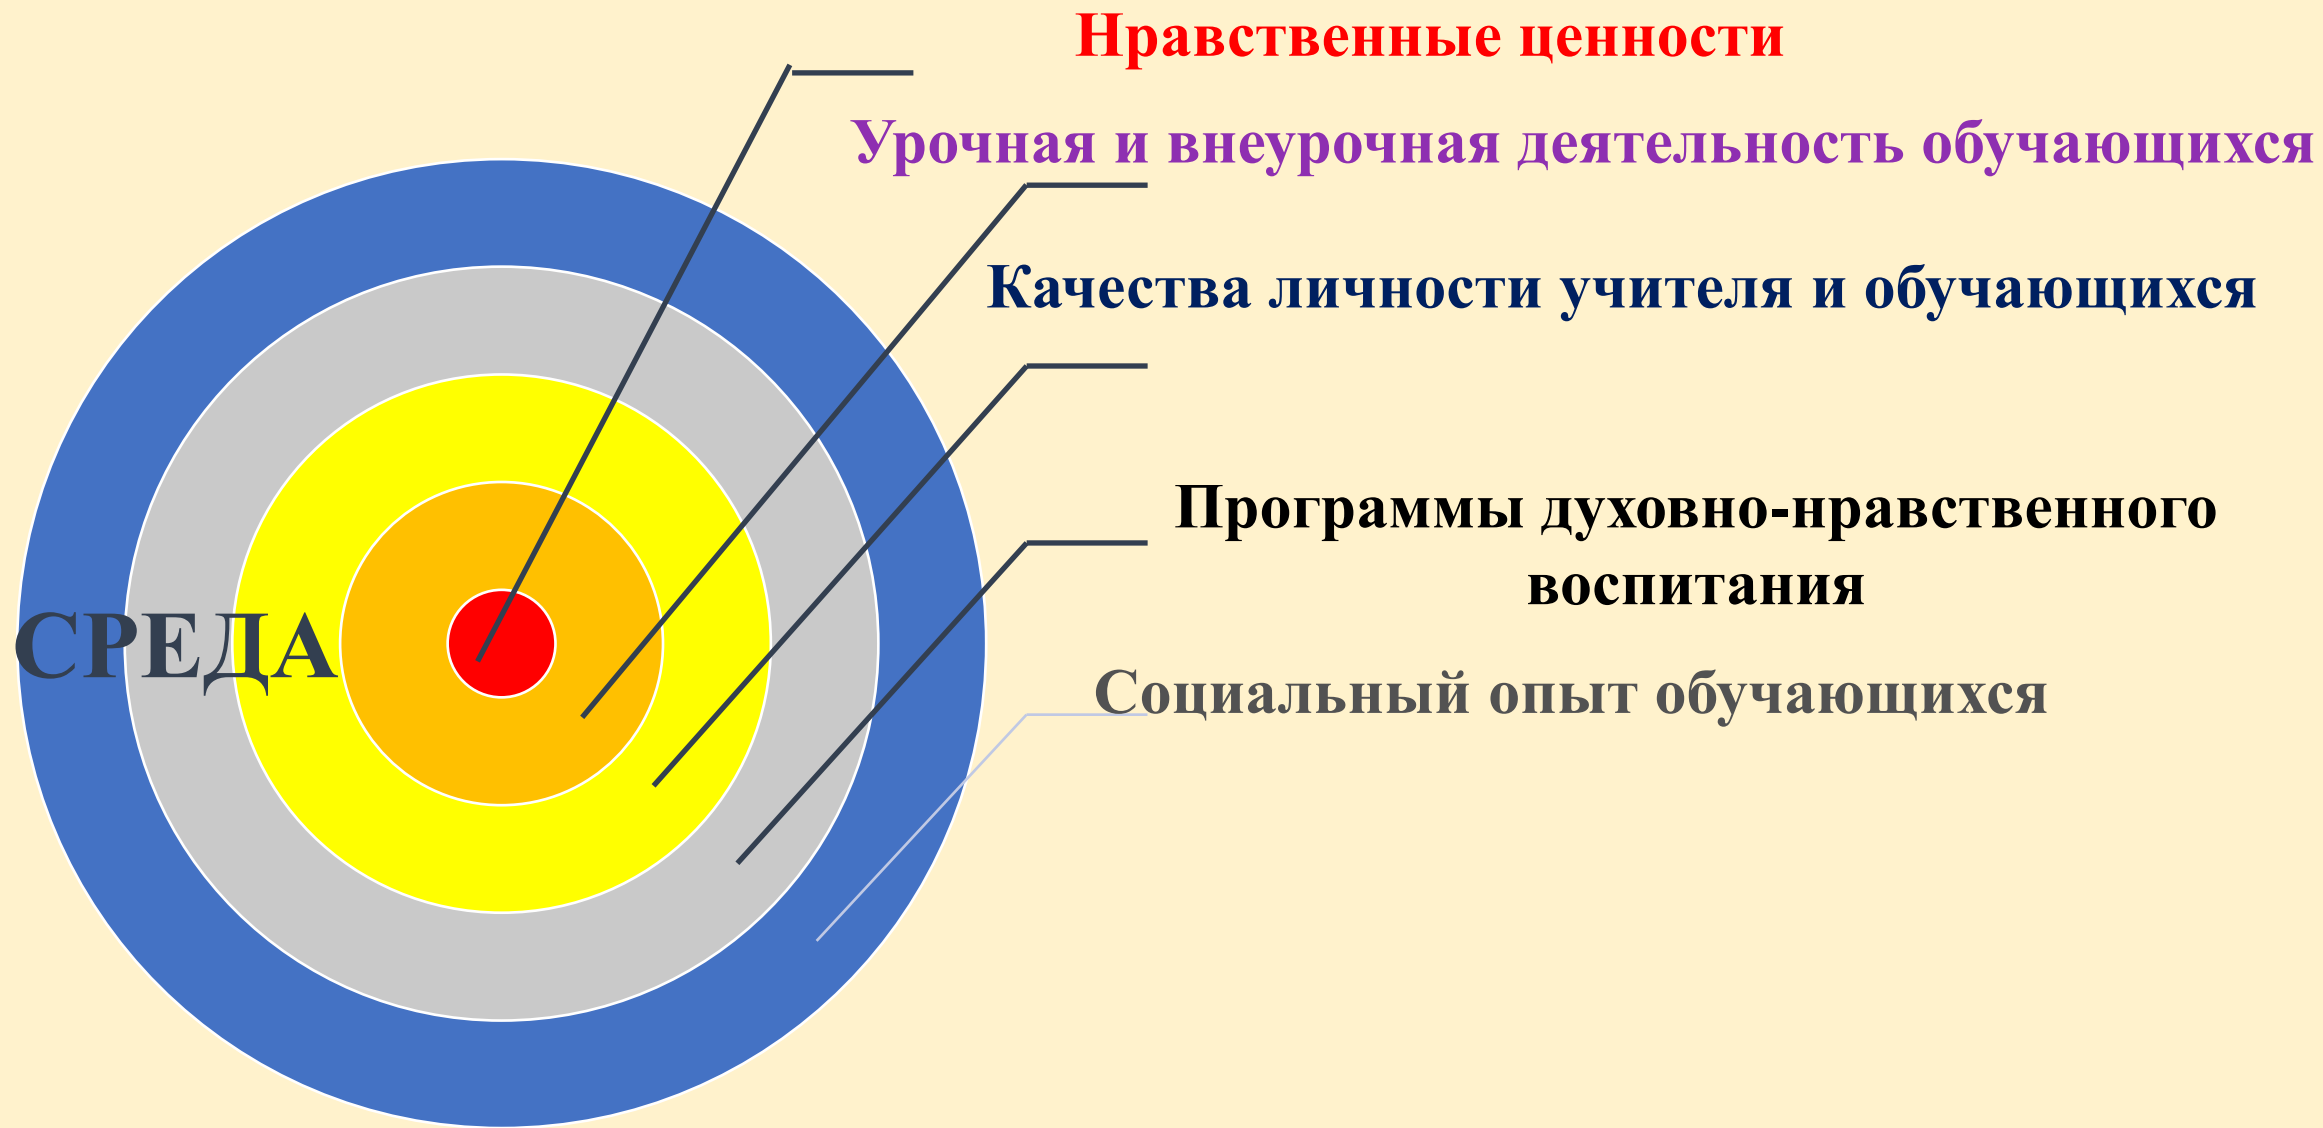 Нравственные ценности
Урочная и внеурочная деятельность обучающихся
Качества личности учителя и обучающихся
Программы духовно-нравственного
воспитания
СРЕДА
Социальный опыт обучающихся